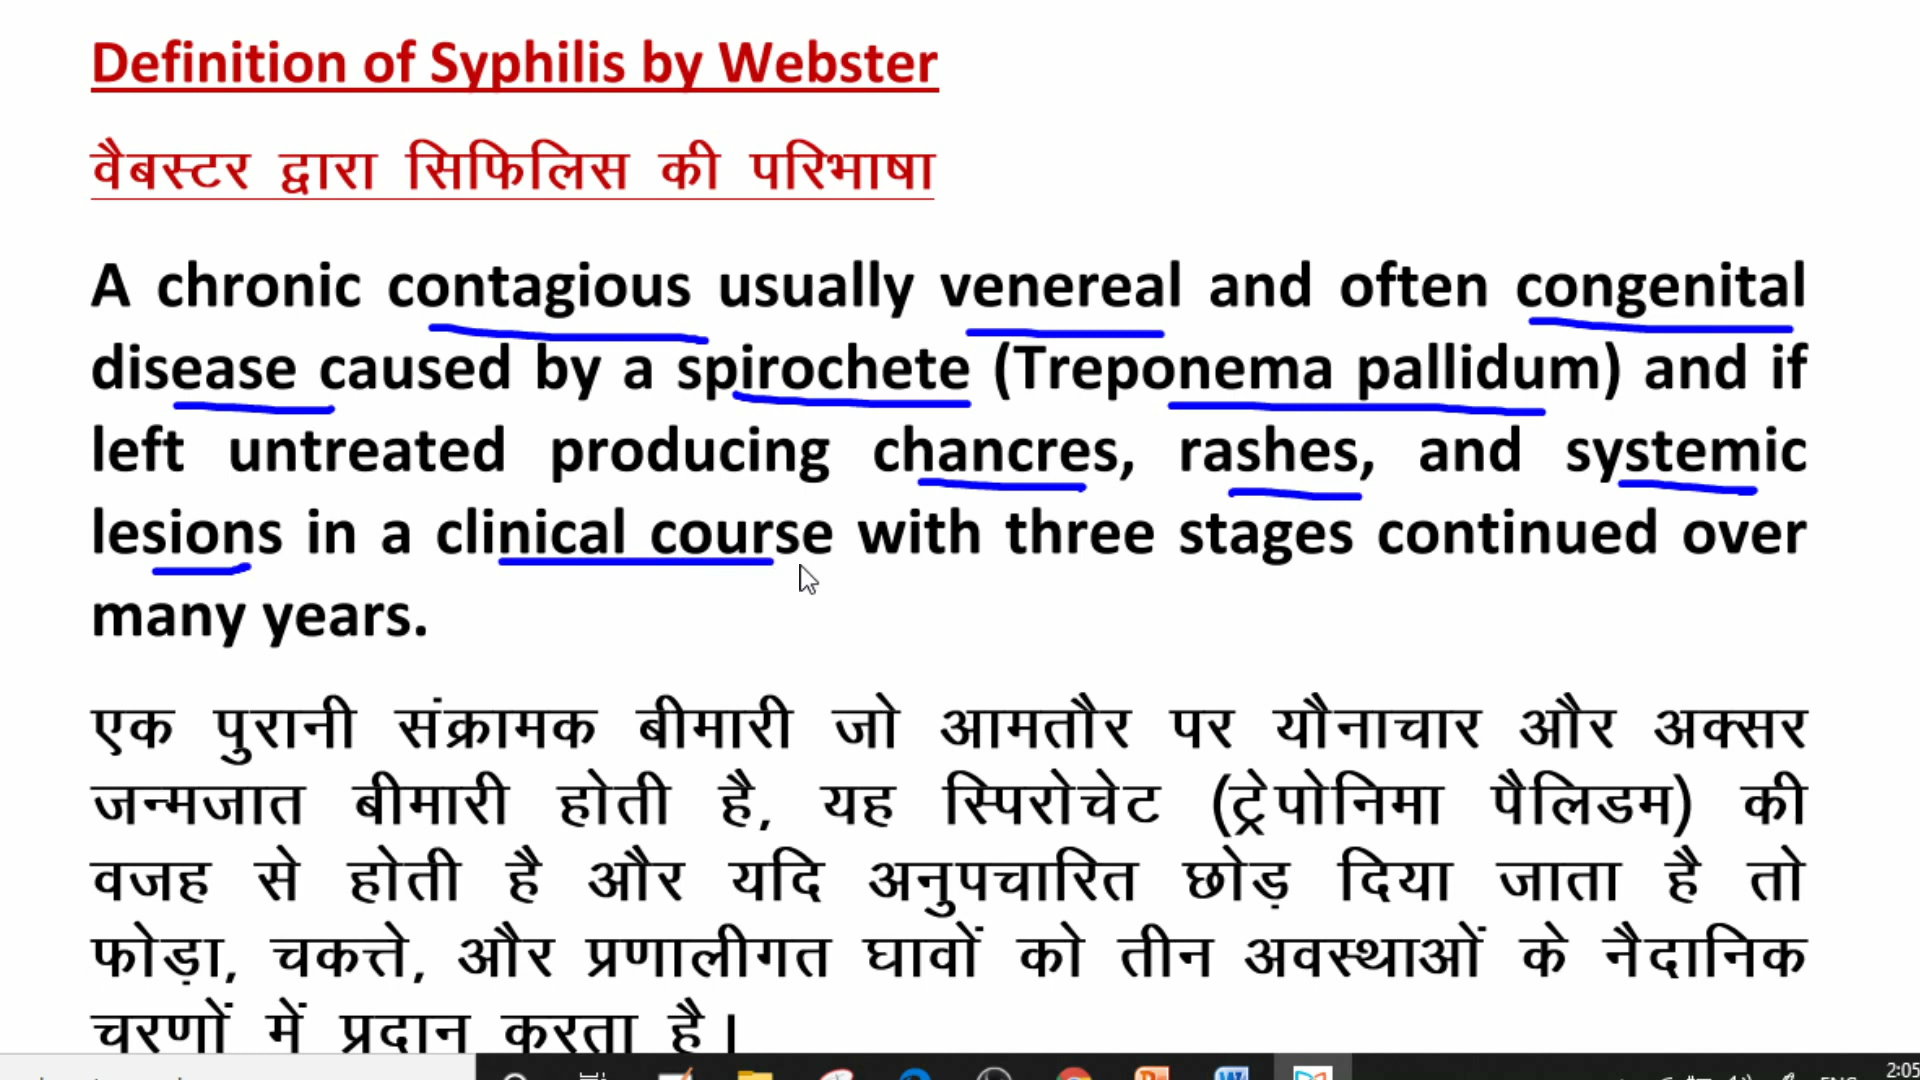 Definition of Syphilis by Webster
वैबस्टर द्वारा सिफिलिस की परिभाषा
A chronic contagious usually venereal and often congenital
disease caused by a spirochete (Treponema pallidum) and if
left untreated producing chancres, rashes, and systemic
lesions in a clinical course with three stages continued over
many years.
एक पुरानी संक्रामक बीमारी जो आमतौर पर यौनाचार और अक्सर
जन्मजात बीमारी होती है, यह स्पिरोचेट (ट्रेपोनिमा पैलिडम) की
वजह से होती है और यदि अनुपचारित छोड़ दिया जाता है तो
फोड़ा, चकत्ते, और प्रणालीगत घावों को तीन अवस्थाओं के नैदानिक
चरणों में प्रदान करता है।
2:05